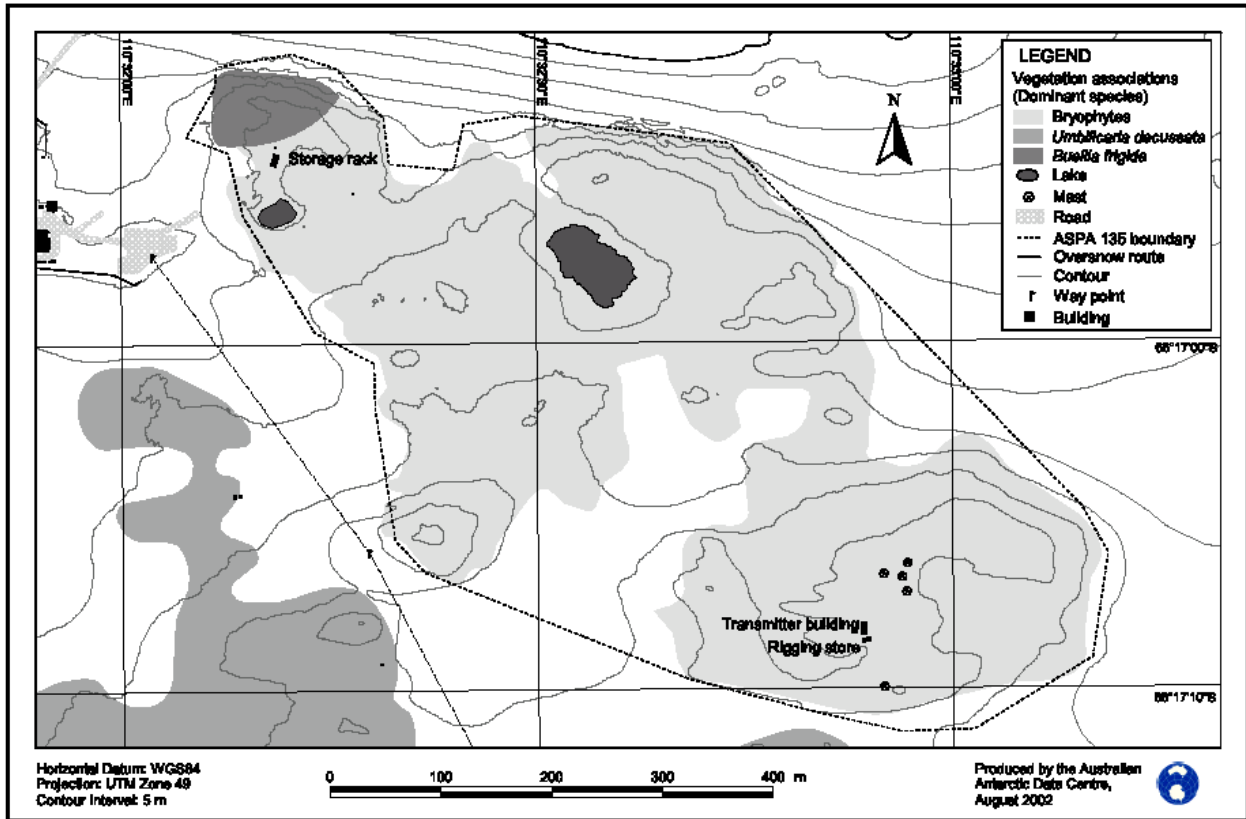 110°32'00"E
110°32'30"E
110°33'00"E
LEGEND
Vegetation associations
(Dominant species)
Bryophytes
Umbilicaria decussata
Buellia frigida
Lake
Mast
Road
ASPA 135 boundary
Oversnow route
Contour
Way point
Building
N
Storage rack
66°17'00"S
Transmitter building
Rigging store
66°17'10"S
Horizontal Datum: WGS84
Projection: UTM Zone 49
Contour Interval: 5 m
0 100 200 300 400 m
Produced by the Australian
Antarctic Data Centre,
August 2002